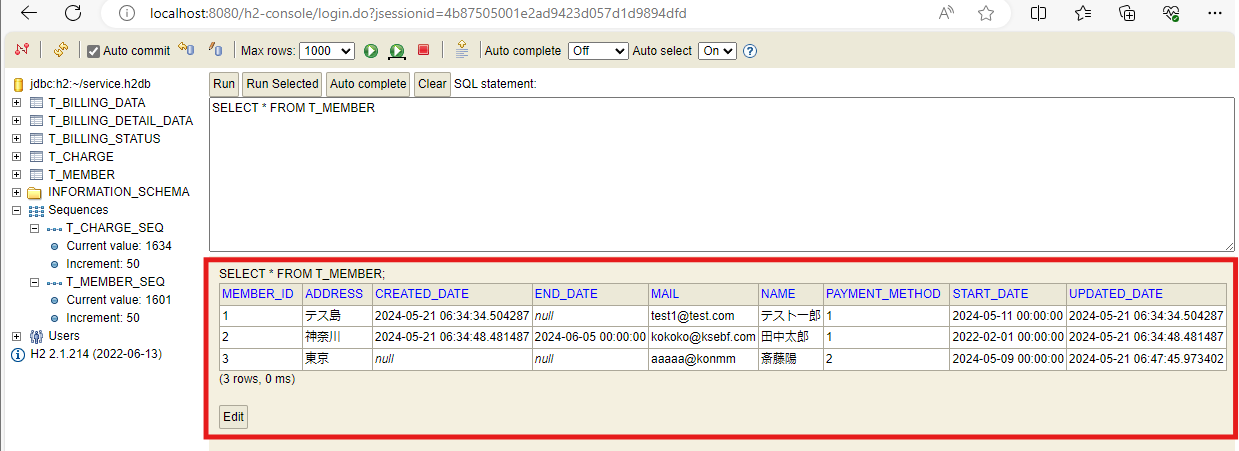 localhost:8080/h2-console/login.do?jsessionid=4b87505001e2ad9423d057d1d9894dfd
Auto commit Max rows: 1000 Auto complete Off Auto select On
jdbc:h2:~/service.h2db
T_BILLING_DATA
T_BILLING_DETAIL_DATA
T_BILLING_STATUS
T_CHARGE
T_MEMBER
INFORMATION_SCHEMA
Sequences
T_CHARGE_SEQ
Current value: 1634
Increment: 50
T_MEMBER_SEQ
Current value: 1601
Increment: 50
Users
H2 2.1.214 (2022-06-13)
Run Run Selected Auto complete Clear SQL statement:
SELECT * FROM T_MEMBER
SELECT * FROM T_MEMBER;
MEMBER_ID ADDRESS CREATED_DATE END_DATE MAIL NAME PAYMENT_METHOD START_DATE UPDATED_DATE
1 テス島 2024-05-21 06:34:34.504287 null test1@test.com テスト一郎 1 2024-05-11 00:00:00 2024-05-21 06:34:34.504287
2 神奈川 2024-05-21 06:34:48.481487 2024-06-05 00:00:00 kokoko@ksebf.com 田中太郎 1 2022-02-01 00:00:00 2024-05-21 06:34:48.481487
3 東京 null null aaaaa@konmm 斎藤陽 2 2024-05-09 00:00:00 2024-05-21 06:47:45.973402
(3 rows, 0 ms)
Edit